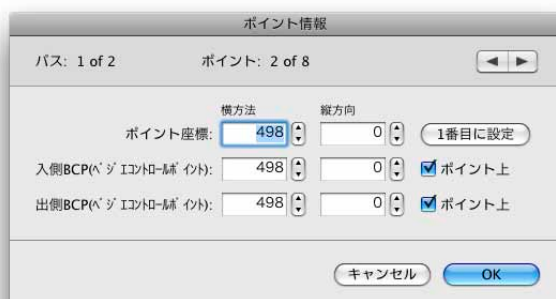 ポイント情報
パス: 1 of 2 ポイント: 2 of 8
横方法 縦方向
ポイント座標: 498 0 1番目に設定
入側BCP(ベジエコントロールポイント): 498 0 ポイント上
出側BCP(ベジエコントロールポイント): 498 0 ポイント上
キャンセル OK